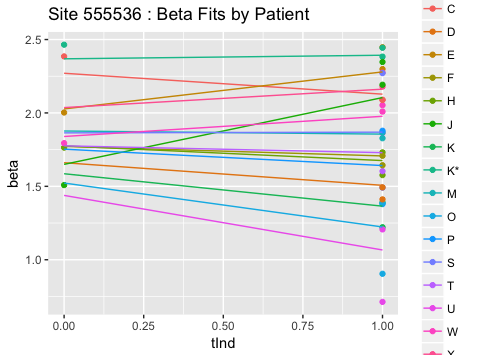 Site 555536 : Beta Fits by Patient
2.5
2.0
1.5
1.0
beta
0.00
0.25
0.50
0.75
1.00
tInd
C
D
E
F
H
J
K
K*
M
O
P
S
T
U
W
Y